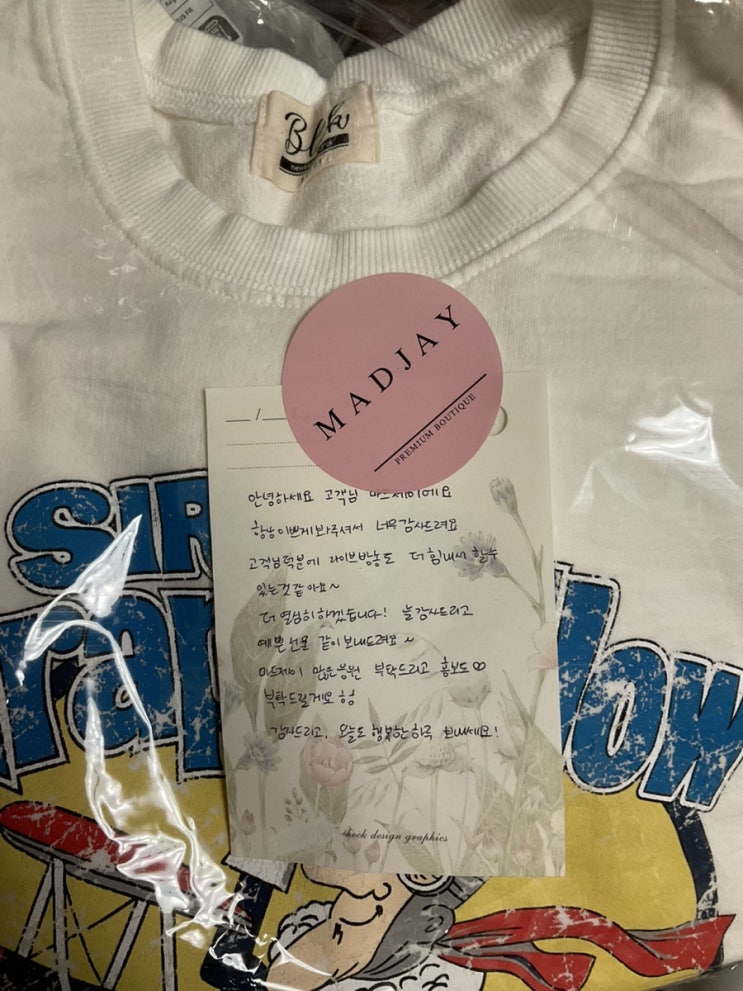 MADJAY
PREMIUM BOUTIQUE
안녕하세요 고객님 마드제이에요
항상 이쁘게 봐주셔서 너무 감사드려요
고객님 덕분에 라이브방송도 더 힘내서 할 수
있는것 같아요~
더 열심히 하겠습니다! 늘 감사드리고
예쁜 선물 같이 보내드려요~
마드제이 많은 응원 부탁드리고 홍보도∞
부탁드릴게요 헝
감사드리고, 오늘도 행복한 하루 보내세요!
check design graphics
SIR
low